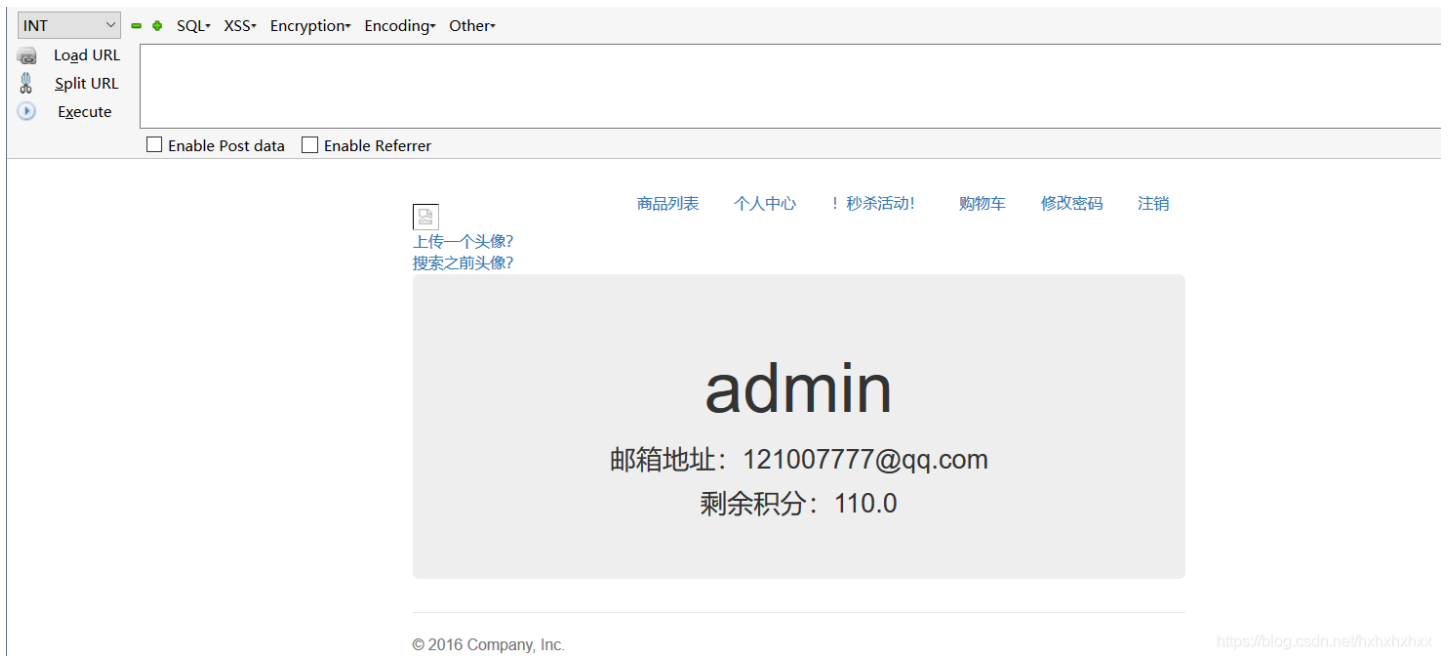 INT SQL XSS Encryption Encoding Other
Load URL
Split URL
Execute
Enable Post data Enable Referrer
商品列表 个人中心 ！秒杀活动! 购物车 修改密码 注销
上传一个头像?
搜索之前头像?
admin
邮箱地址：121007777@qq.com
剩余积分：110.0
© 2016 Company, Inc.
https://blog.csdn.net/hxhxhxhxx